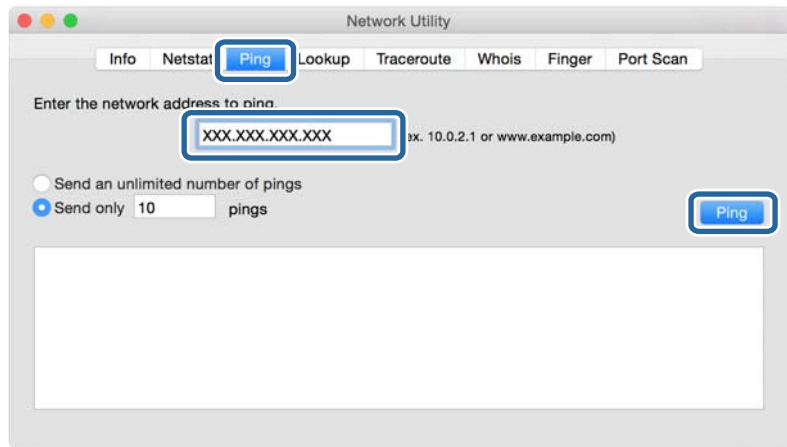 Network Utility
Info Netstat Ping Lookup Traceroute Whois Finger Port Scan
Enter the network address to ping.
XXX.XXX.XXX.XXX ex. 10.0.2.1 or www.example.com)
Send an unlimited number of pings
Send only 10 pings
Ping